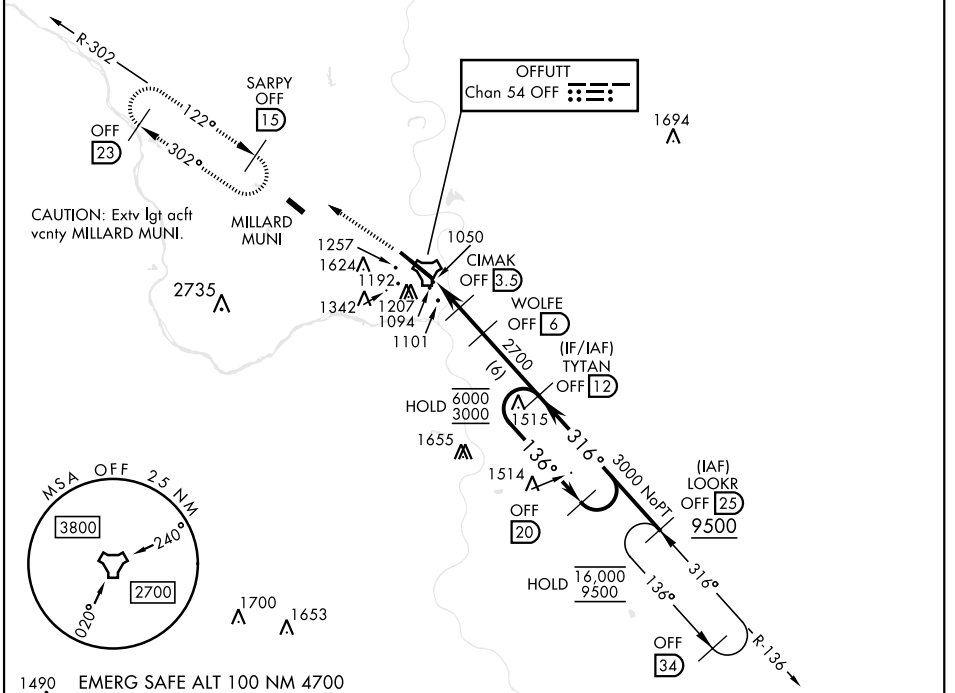 R-302
SARPY
OFF
15
122°
302°
OFF
23
OFFUTT
Chan 54 OFF
1694
CAUTION: Extv lgt acft
vcnty MILLARD MUNI.
MILLARD
MUNI
1257
1624
1192
1342
1207
1094
1101
1050
2735
CIMAK
OFF 3.5
WOLFE
OFF 6
2700
(6)
(IF/IAF)
TYTAN
OFF 12
HOLD 6000
3000
1515
1655
1514
136°
316°
3000 NoPT
(IAF)
LOOKR
OFF 25
9500
OFF
20
HOLD 16,000
9500
136°
316°
OFF
34
R-136
MSA OFF 25 NM
3800
240°
2700
020°
1700
1653
1490 EMERG SAFE ALT 100 NM 4700